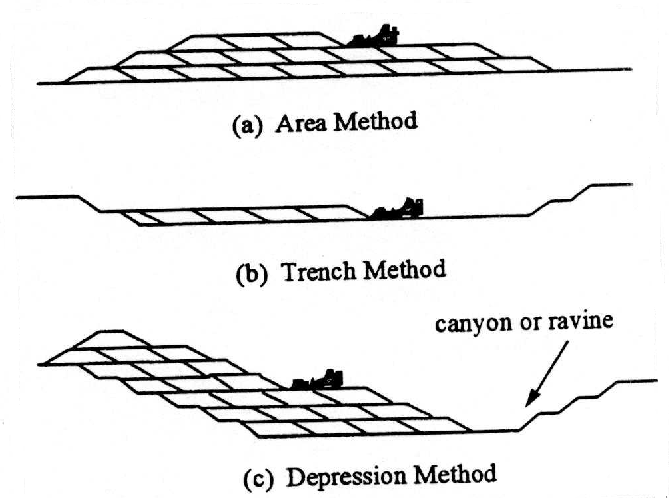 (a) Area Method
(b) Trench Method
canyon or ravine
(c) Depression Method